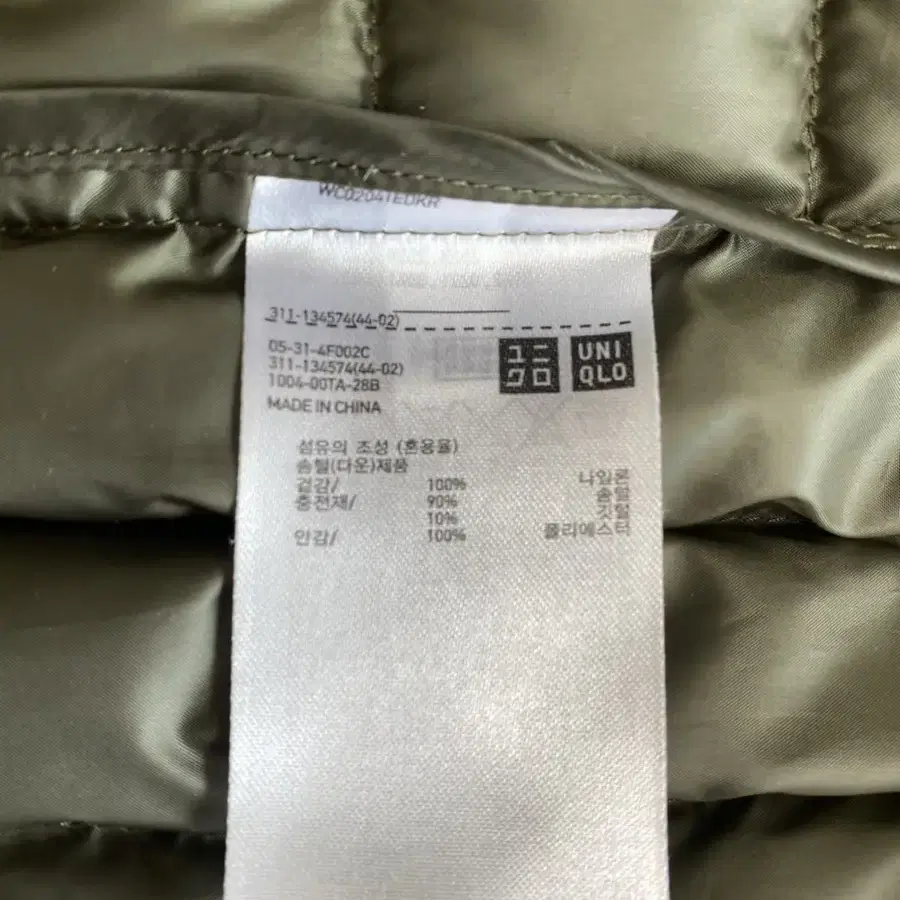 WC0204TEDKR
311-134574(44-02)
05-31-4F002C
311-134574(44-02)
1004-00TA-28B
MADE IN CHINA
ユニ
クロ
UNI
QLO
섬유의 조성 (혼용율)
솜털(다운)제품
겉감/ 100% 나일론
충전재/ 90% 솜털
10% 깃털
안감/ 100% 폴리에스터